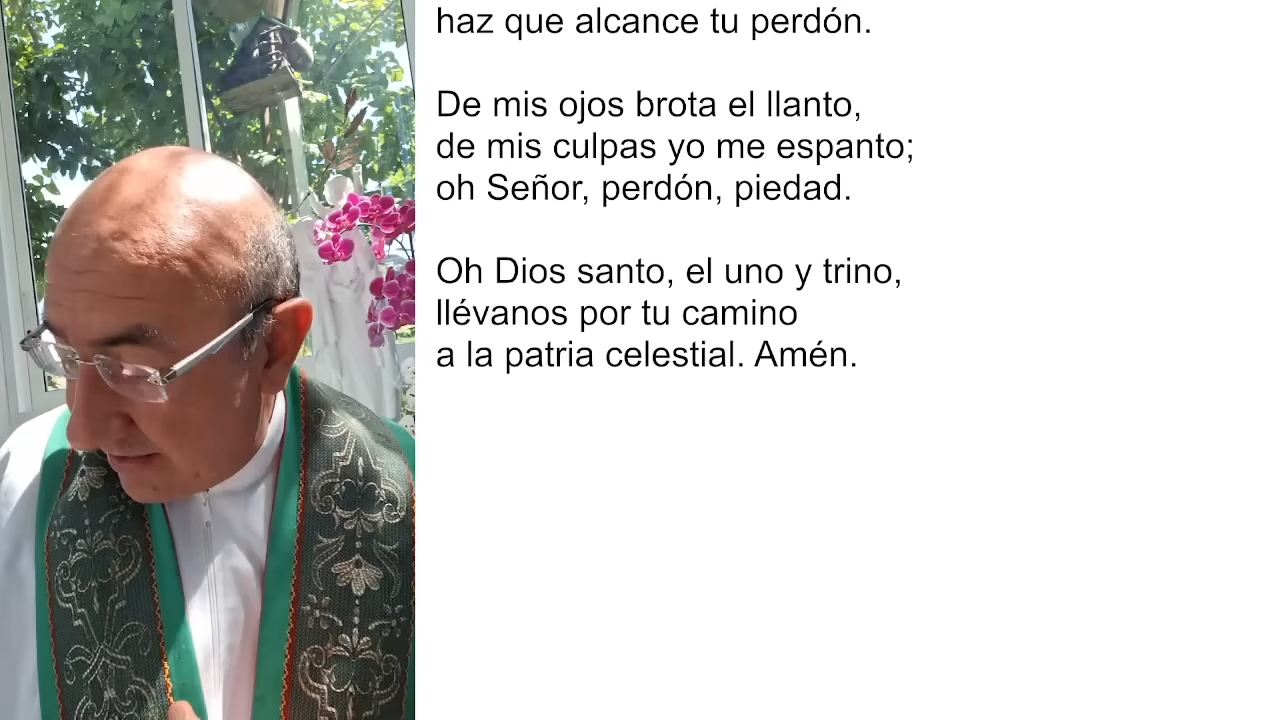 haz que alcance tu perdón.
De mis ojos brota el llanto,
de mis culpas yo me espanto;
oh Señor, perdón, piedad.
Oh Dios santo, el uno y trino,
llévanos por tu camino
a la patria celestial. Amén.